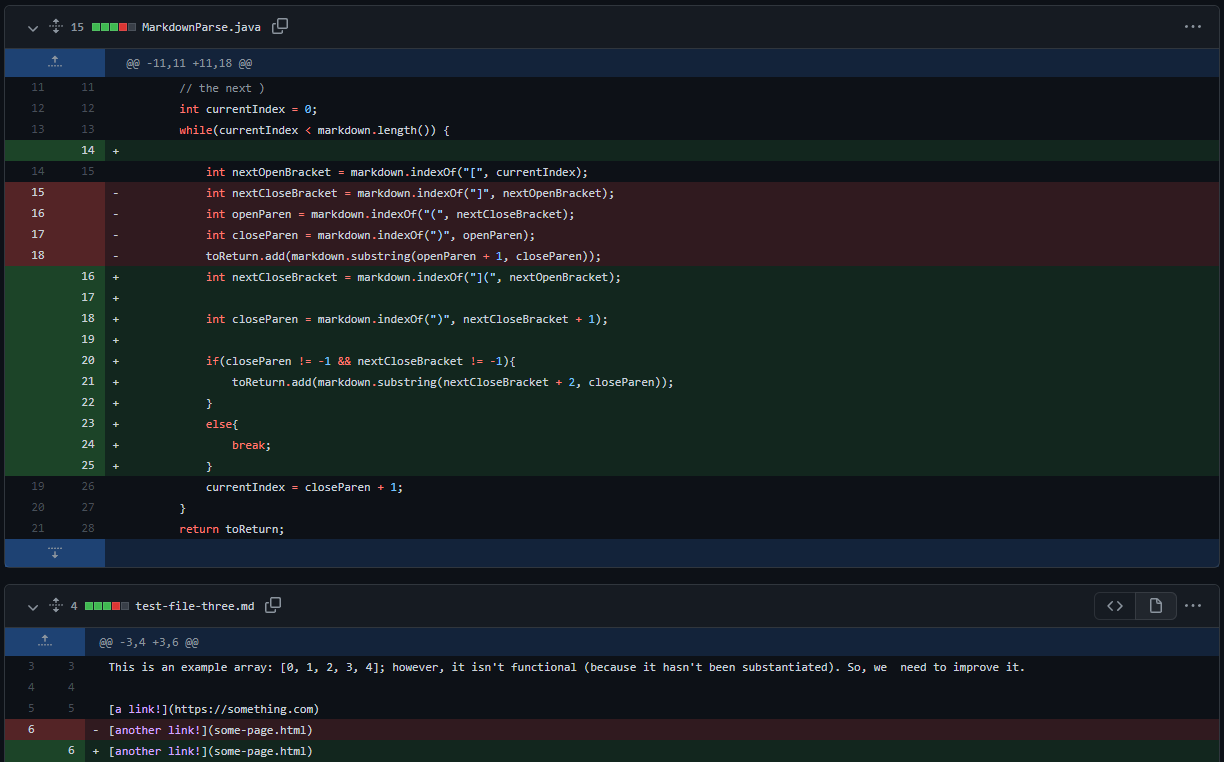 15 MarkdownParse.java
@@ -11,11 +11,18 @@
11 11 // the next )
12 12 int currentIndex = 0;
13 13 while(currentIndex < markdown.length()) {
14 +
14 15 int nextOpenBracket = markdown.indexOf("[", currentIndex);
15 - int nextCloseBracket = markdown.indexOf("]", nextOpenBracket);
16 - int openParen = markdown.indexOf("(", nextCloseBracket);
17 - int closeParen = markdown.indexOf(")", openParen);
18 - toReturn.add(markdown.substring(openParen + 1, closeParen));
16 + int nextCloseBracket = markdown.indexOf("](", nextOpenBracket);
17 +
18 + int closeParen = markdown.indexOf(")", nextCloseBracket + 1);
19 +
20 + if(closeParen != -1 && nextCloseBracket != -1){
21 + toReturn.add(markdown.substring(nextCloseBracket + 2, closeParen));
22 + }
23 + else{
24 + break;
25 + }
19 26 currentIndex = closeParen + 1;
20 27 }
21 28 return toReturn;
4 test-file-three.md
@@ -3,4 +3,6 @@
3 3 This is an example array: [0, 1, 2, 3, 4]; however, it isn't functional (because it hasn't been substantiated). So, we  need to improve it.
4 4
5 5 [a link!](https://something.com)
6 - [another link!](some-page.html)
6 + [another link!](some-page.html)